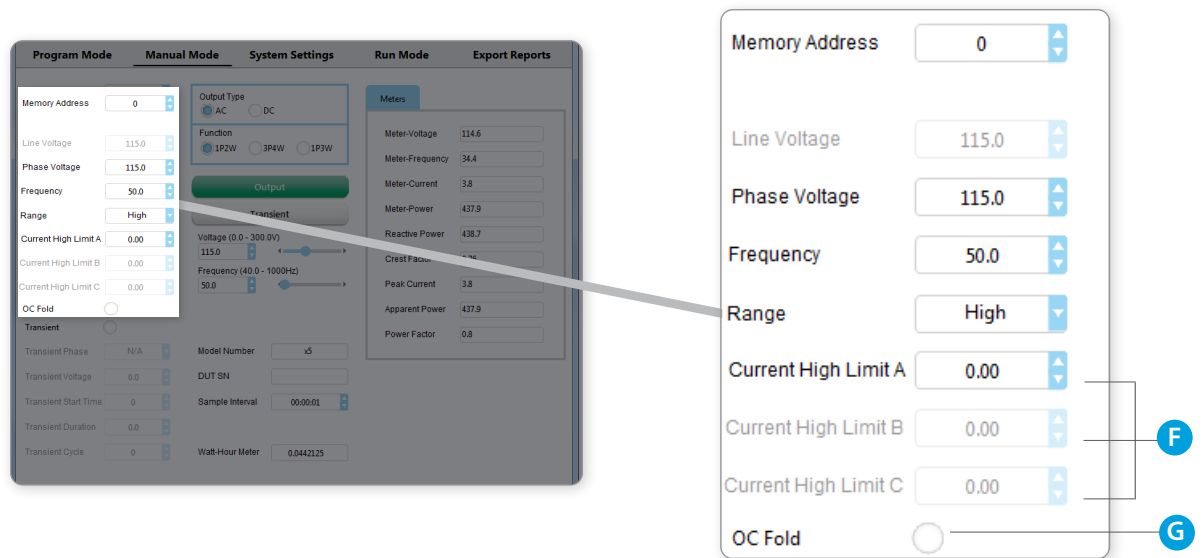 Program Mode Manual Mode System Settings Run Mode Export Reports
Memory Address 0
Line Voltage 115.0
Phase Voltage 115.0
Frequency 50.0
Range High
Current High Limit A 0.00
Current High Limit B 0.00
Current High Limit C 0.00
OC Fold
Transient
Transient Phase N/A
Transient Voltage 0.0
Transient Start Time 0
Transient Duration 0.0
Transient Cycle 0
Output Type
AC DC
Function
1P2W 3P4W 1P3W
Output
Transient
Voltage (0.0 - 300.0V)
115.0
Frequency (40.0 - 1000Hz)
50.0
Model Number x5
DUT SN
Sample Interval 00:00:01
Watt-Hour Meter 0.0442125
Meters
Meter-Voltage 114.6
Meter-Frequency 34.4
Meter-Current 3.8
Meter-Power 437.9
Reactive Power 438.7
Crest Factor
Peak Current 3.8
Apparent Power 437.9
Power Factor 0.8
Memory Address 0
Line Voltage 115.0
Phase Voltage 115.0
Frequency 50.0
Range High
Current High Limit A 0.00
Current High Limit B 0.00
Current High Limit C 0.00
OC Fold
F
G